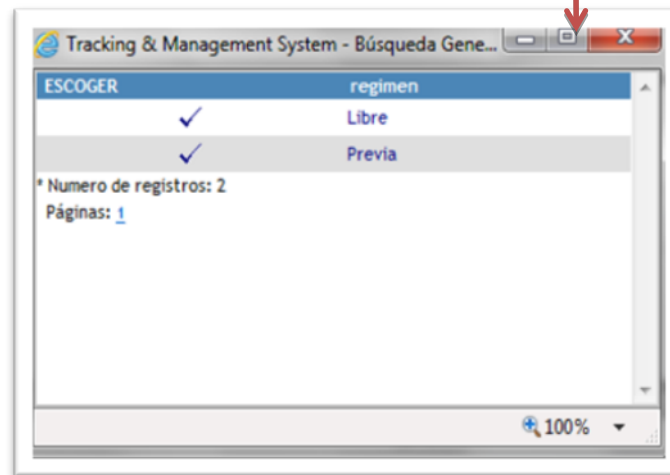 Tracking & Management System - Búsqueda Gene...
ESCOGER regimen
Libre
Previa
* Numero de registros: 2
Páginas: 1
100%